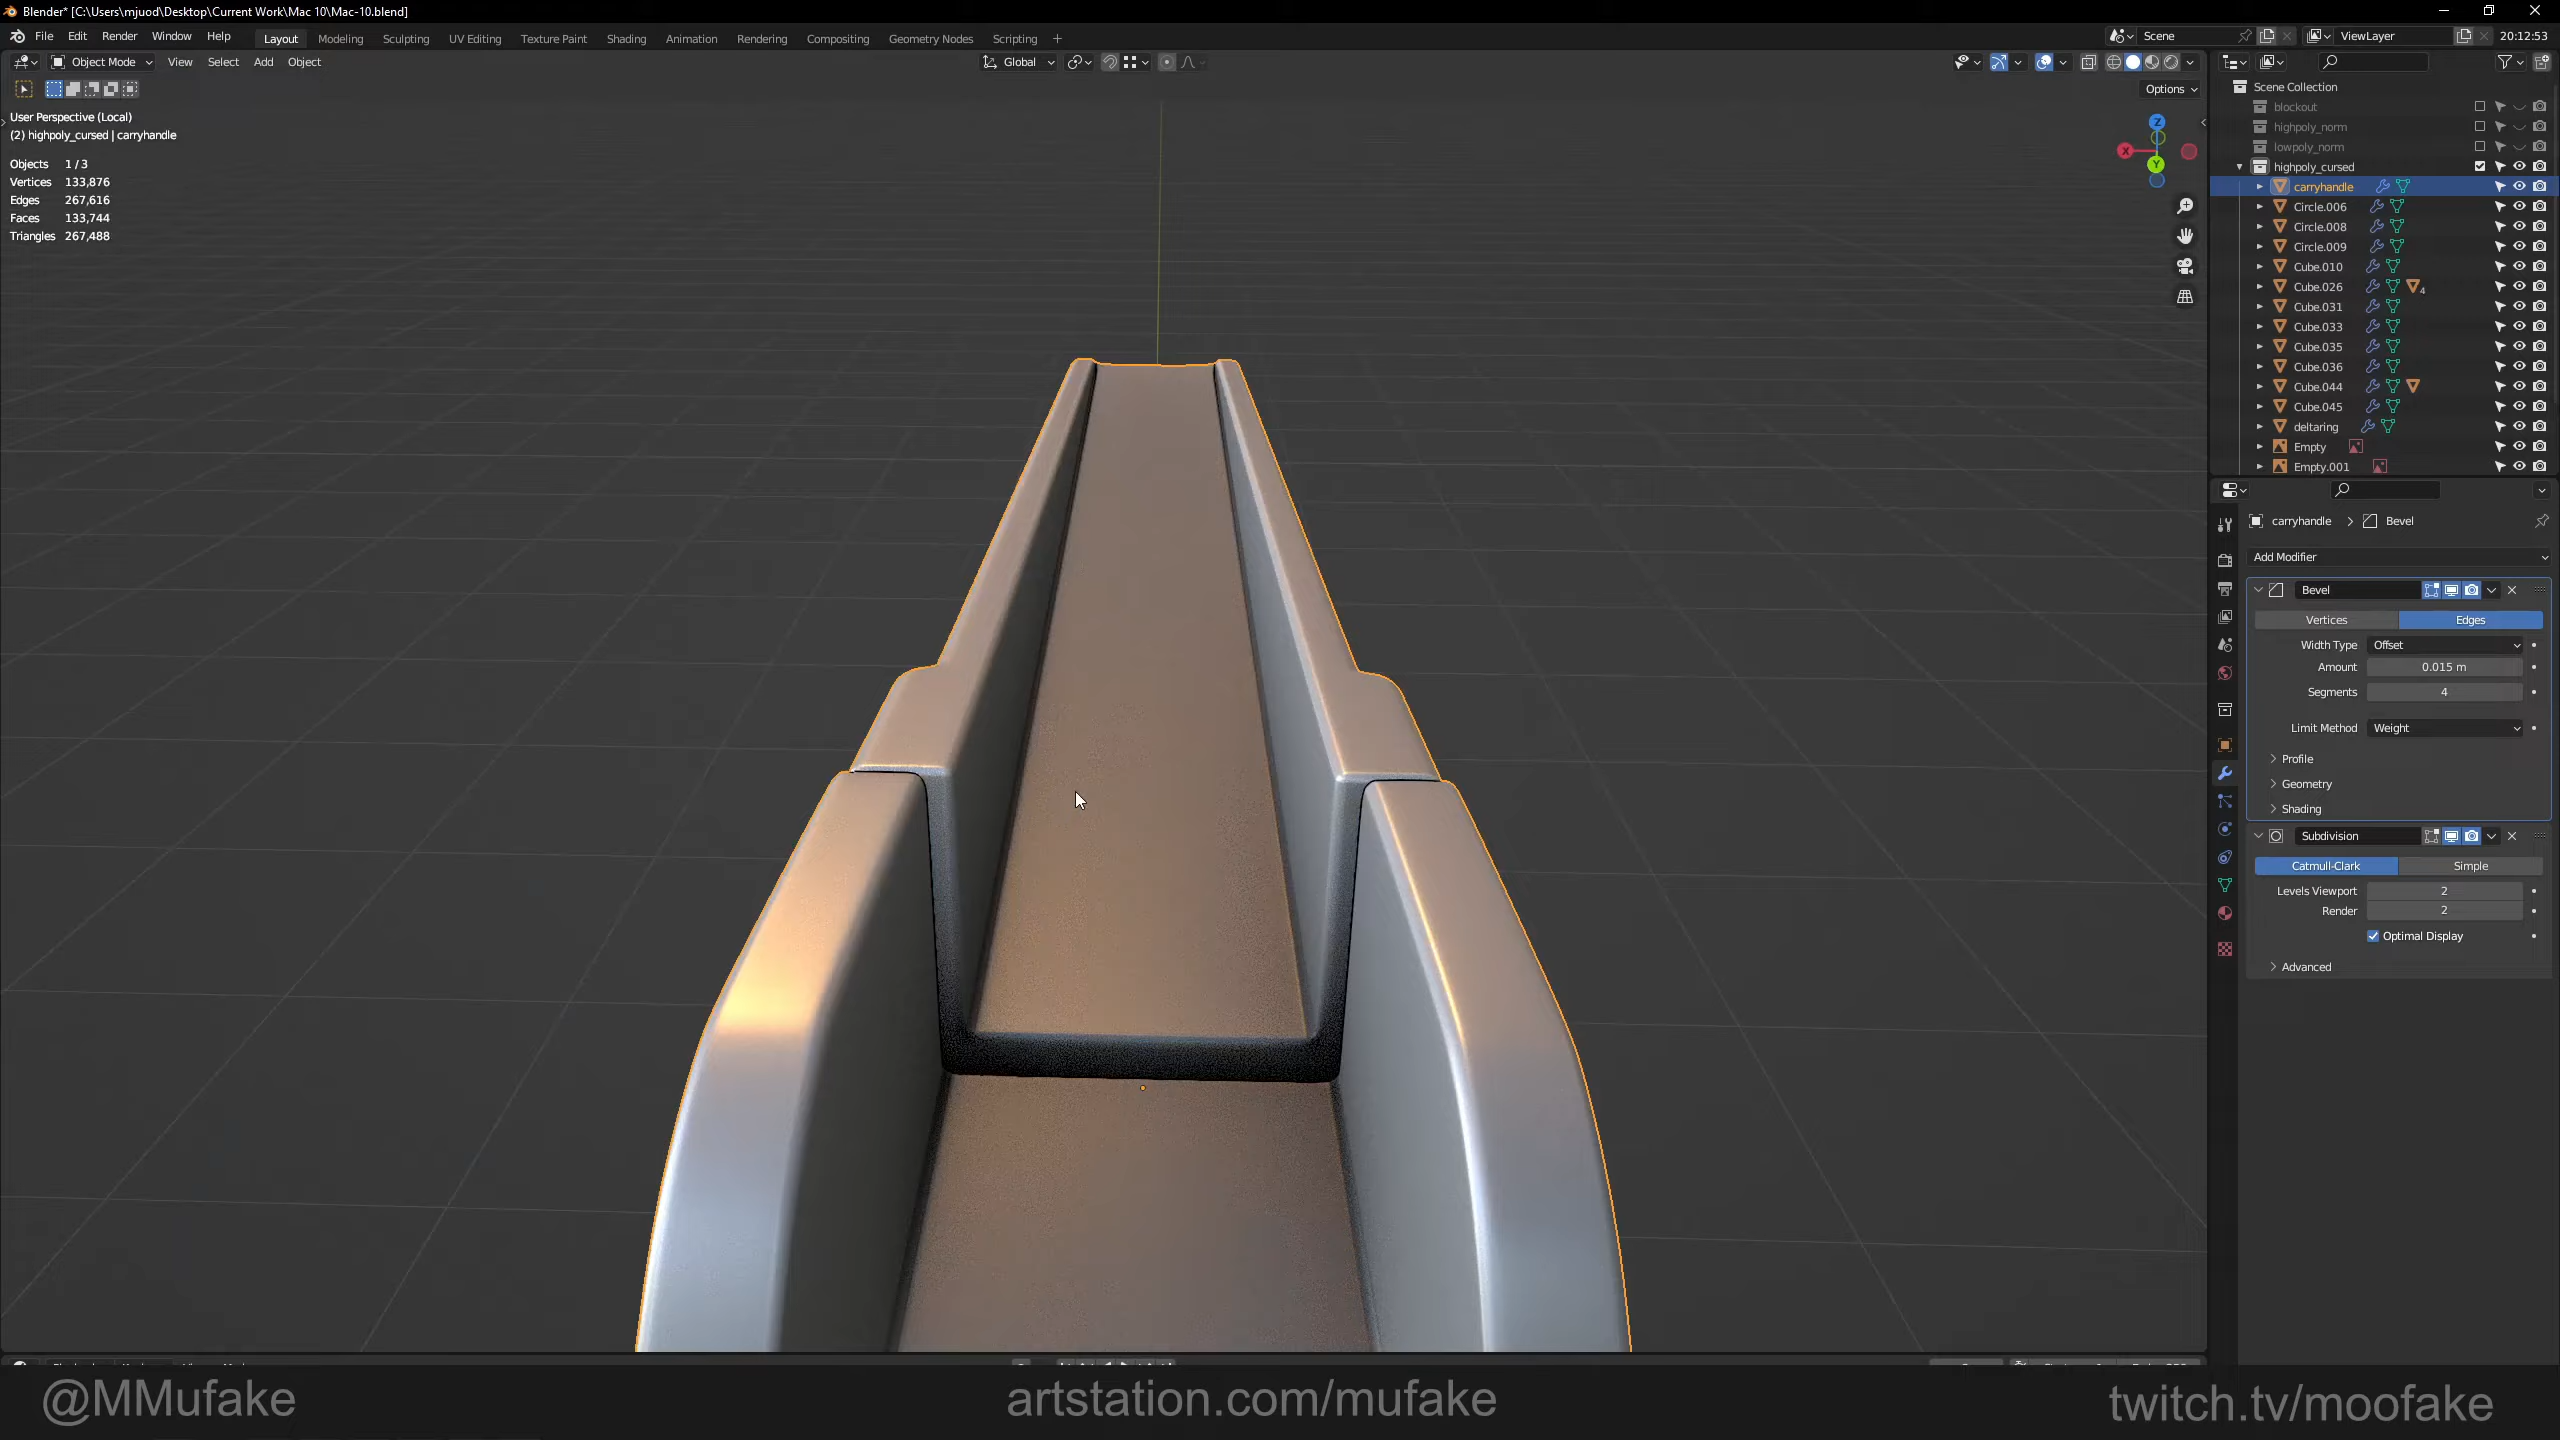 Blender* [C:\Users\mjuod\Desktop\Current Work\Mac 10\Mac-10.blend]
File Edit Render Window Help Layout Modeling Sculpting UV Editing Texture Paint Shading Animation Rendering Compositing Geometry Nodes Scripting + Scene ViewLayer 20:12:53
Object Mode View Select Add Object Global
Options
User Perspective (Local)
(2) highpoly_cursed | carryhandle
Objects 1/3
Vertices 133,876
Edges 267,616
Faces 133,744
Triangles 267,488
Z
X
Y
Scene Collection
blockout
highpoly_norm
lowpoly_norm
highpoly_cursed
carryhandle
Circle.006
Circle.008
Circle.009
Cube.010
Cube.026 4
Cube.031
Cube.033
Cube.035
Cube.036
Cube.044
Cube.045
deltaring
Empty
Empty.001
carryhandle > Bevel
Add Modifier
Bevel
Vertices Edges
Width Type Offset
Amount 0.015 m
Segments 4
Limit Method Weight
Profile
Geometry
Shading
Subdivision
Catmull-Clark Simple
Levels Viewport 2
Render 2
Optimal Display
Advanced
@MMufake
artstation.com/mufake
twitch.tv/moofake